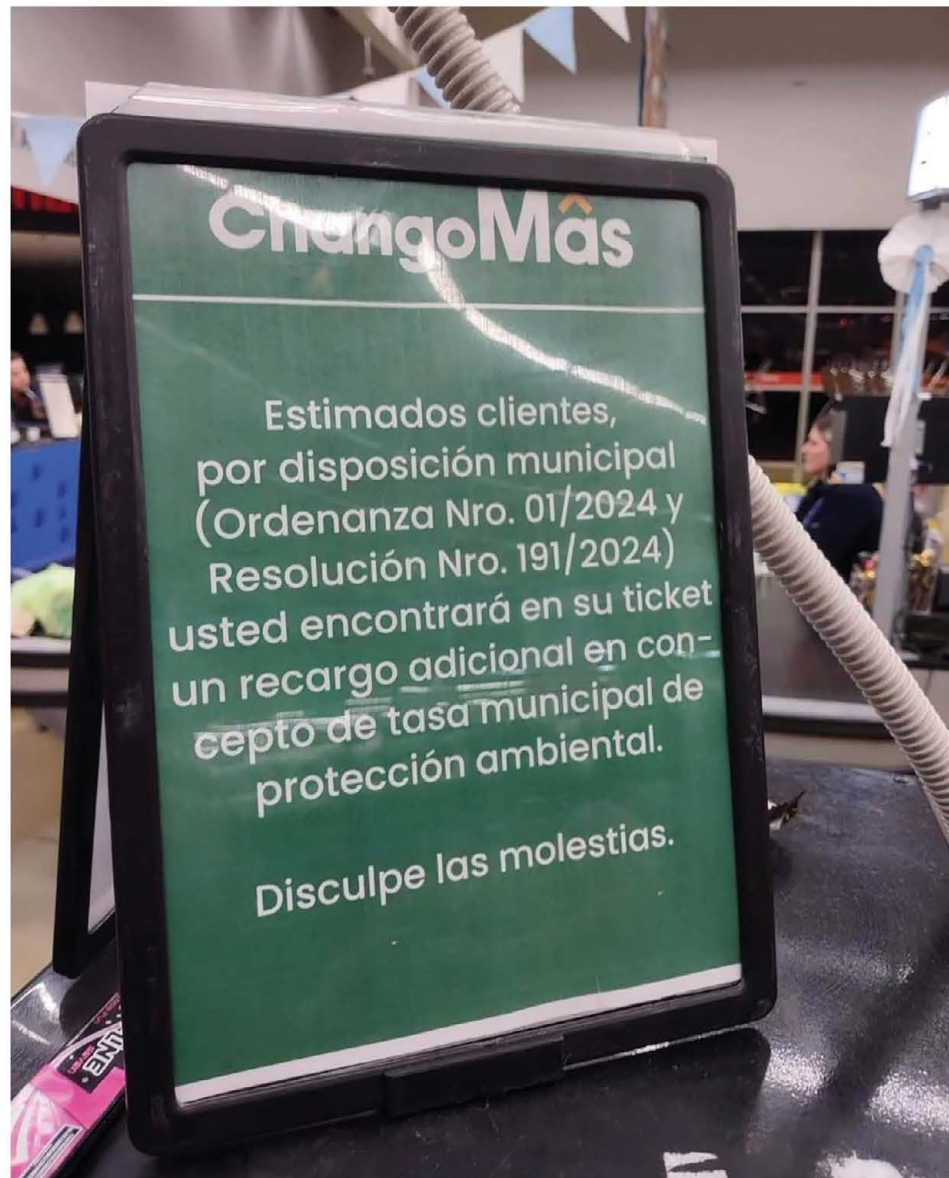 ChangoMâs
Estimados clientes,
por disposición municipal
(Ordenanza Nro. 01/2024 y
Resolución Nro. 191/2024)
usted encontrará en su ticket
un recargo adicional en con-
cepto de tasa municipal de
protección ambiental.
Disculpe las molestias.